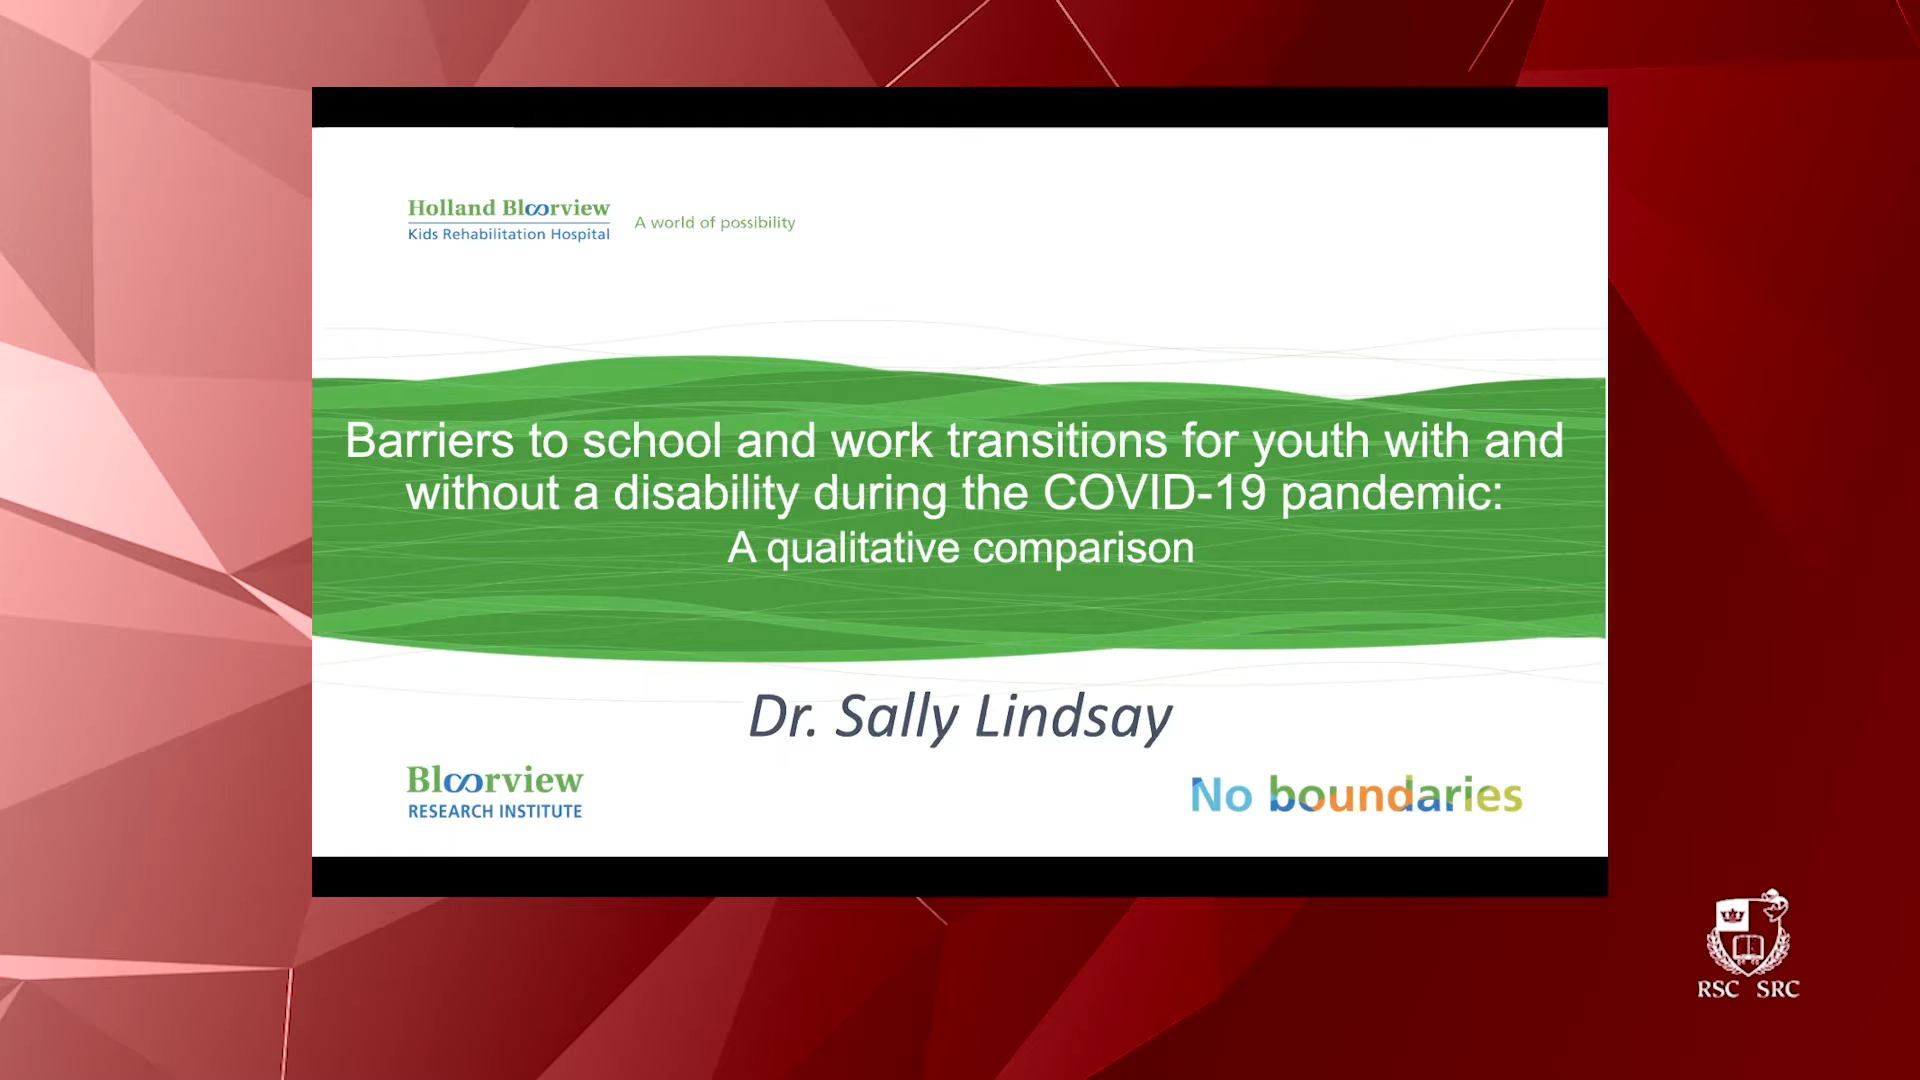 Holland Bloorview
Kids Rehabilitation Hospital
A world of possibility
Barriers to school and work transitions for youth with and
without a disability during the COVID-19 pandemic:
A qualitative comparison
Dr. Sally Lindsay
Bloorview
RESEARCH INSTITUTE
No boundaries
RSC SRC